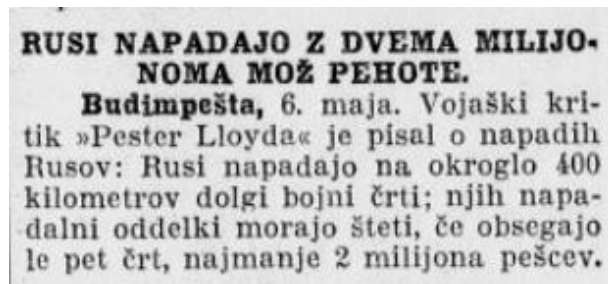 RUSI NAPADAJO Z DVEMA MILIJO-
NOMA MOŽ PEHOTE.
Budimpešta, 6. maja. Vojaški kri-
tik »Pester Lloyda« je pisal o napadih
Rusov: Rusi napadajo na okroglo 400
kilometrov dolgi bojni črti; njih napa-
dalni oddelki morajo šteti, če obsegajo
le pet črt, najmanje 2 milijona pešcev.